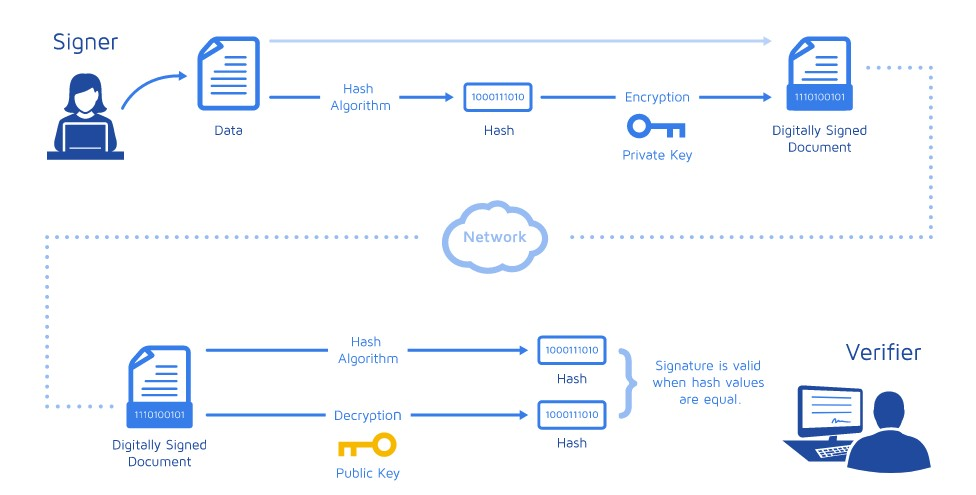 Signer
Data
Hash
Algorithm
1000111010
Hash
Encryption
Private Key
1110100101
Digitally Signed
Document
Network
1110100101
Digitally Signed
Document
Hash
Algorithm
1000111010
Hash
Decryption
Public Key
1000111010
Hash
Signature is valid
when hash values
are equal.
Verifier